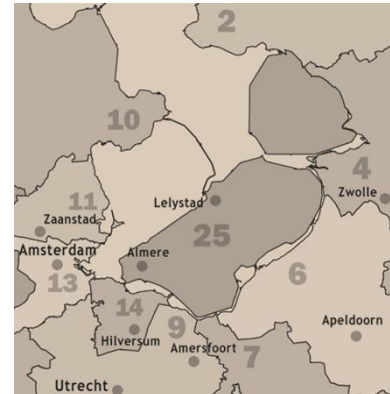 2
10
4
Zwolle
11
Lelystad
Zaanstad
25
Amsterdam
Almere
13
6
14
9
Apeldoorn
Hilversum
Amersfoort
7
Utrecht